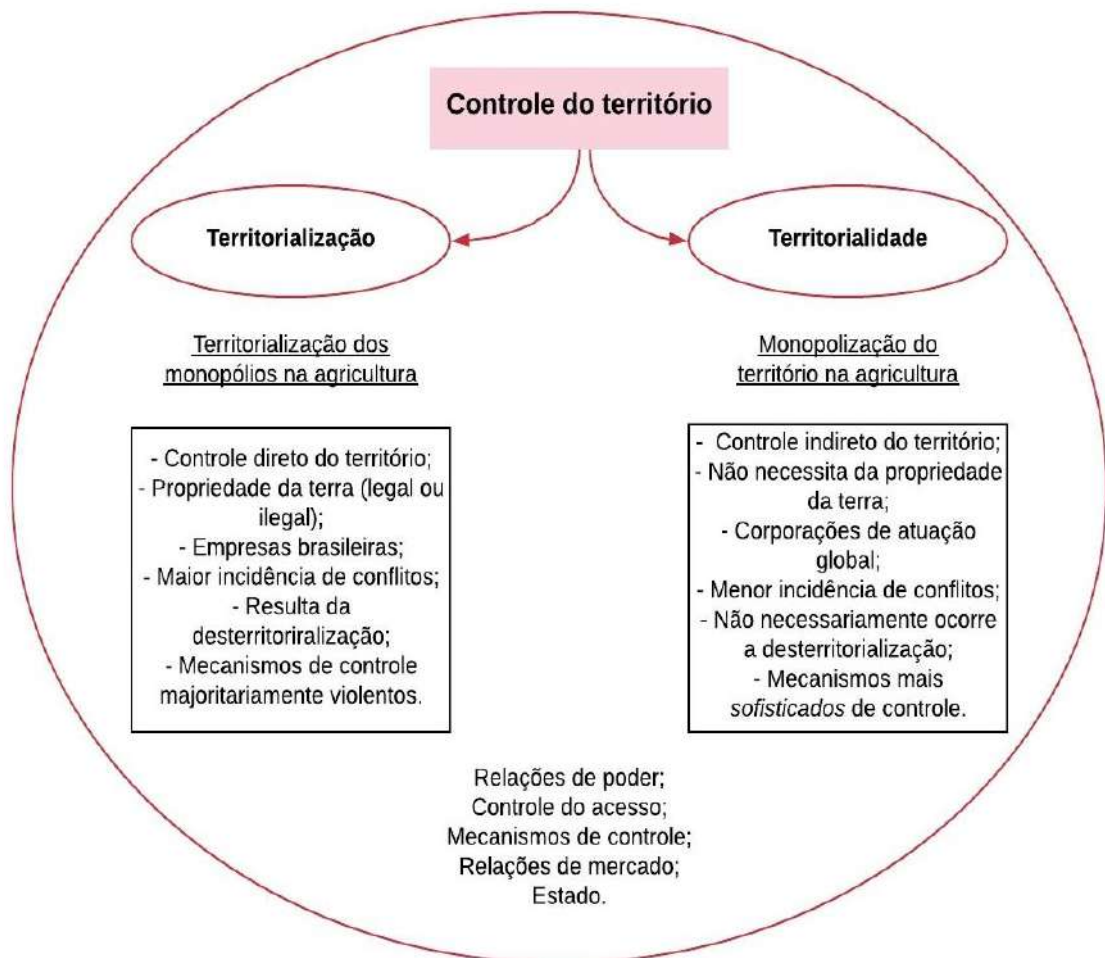 Controle do território
Territorialização
Territorialidade
Territorialização dos
monopólios na agricultura
Monopolização do
território na agricultura
- Controle direto do território;
- Propriedade da terra (legal ou
ilegal);
- Empresas brasileiras;
- Maior incidência de conflitos;
- Resulta da
desterritoriralização;
- Mecanismos de controle
majoritariamente violentos.
- Controle indireto do território;
- Não necessita da propriedade
da terra;
- Corporações de atuação
global;
- Menor incidência de conflitos;
- Não necessariamente ocorre
a desterritorialização;
- Mecanismos mais
sofisticados de controle.
Relações de poder;
Controle do acesso;
Mecanismos de controle;
Relações de mercado;
Estado.